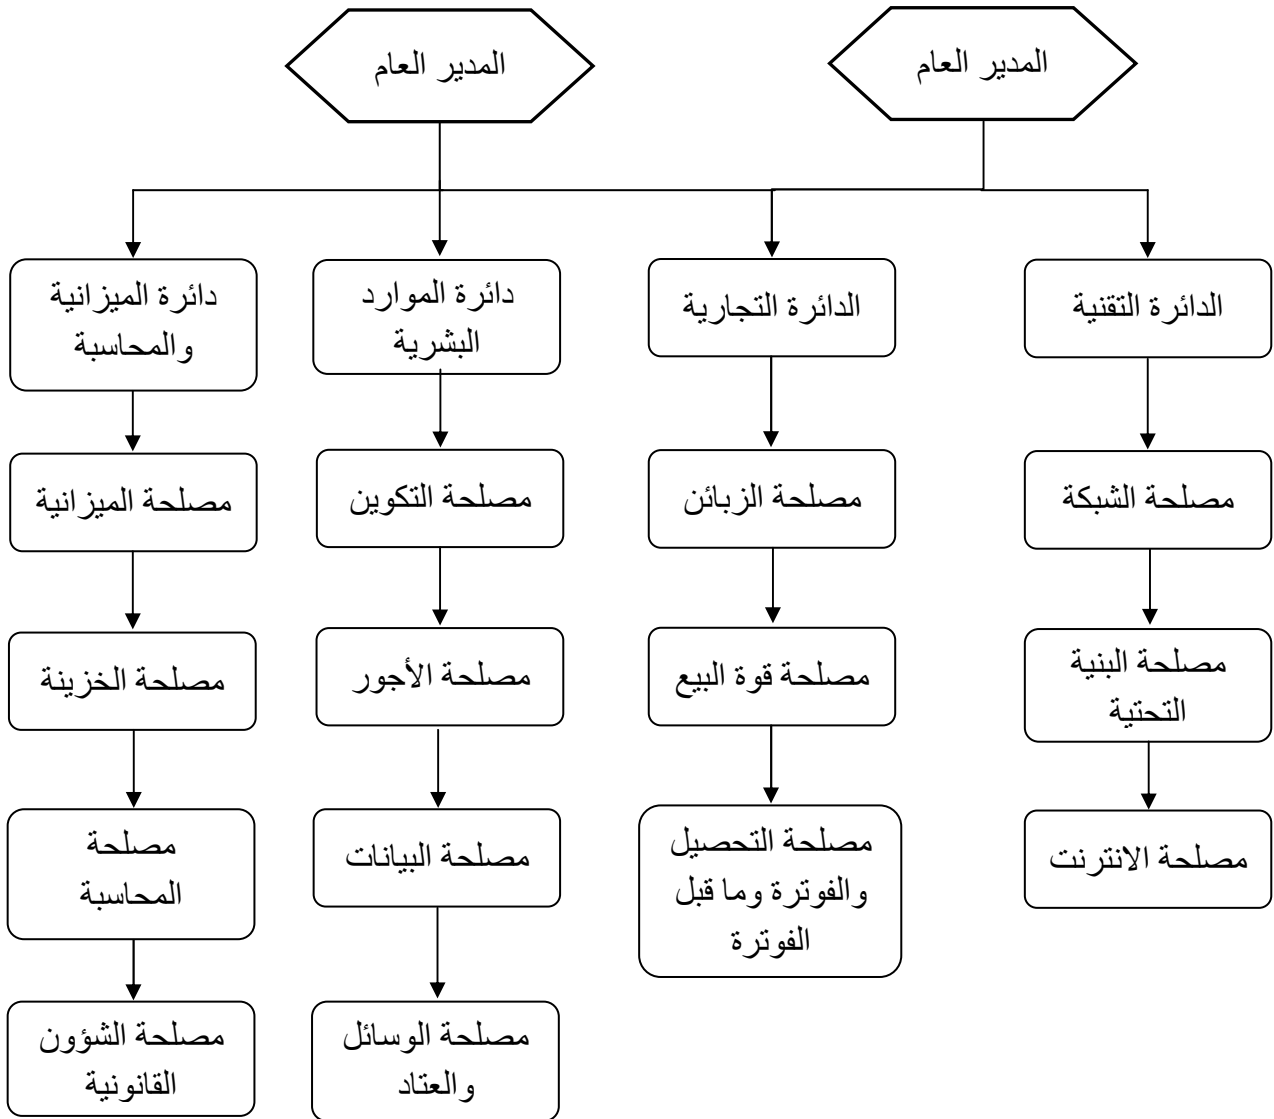 المدير العام
المدير العام
الدائرة التقنية
الدائرة التجارية
دائرة الموارد
البشرية
دائرة الميزانية
والمحاسبة
مصلحة الشبكة
مصلحة الزبائن
مصلحة التكوين
مصلحة الميزانية
مصلحة البنية
التحتية
مصلحة قوة البيع
مصلحة الأجور
مصلحة الخزينة
مصلحة الانترنت
مصلحة التحصيل
والفوترة وما قبل
الفوترة
مصلحة البيانات
مصلحة
المحاسبة
مصلحة الوسائل
والعتاد
مصلحة الشؤون
القانونية